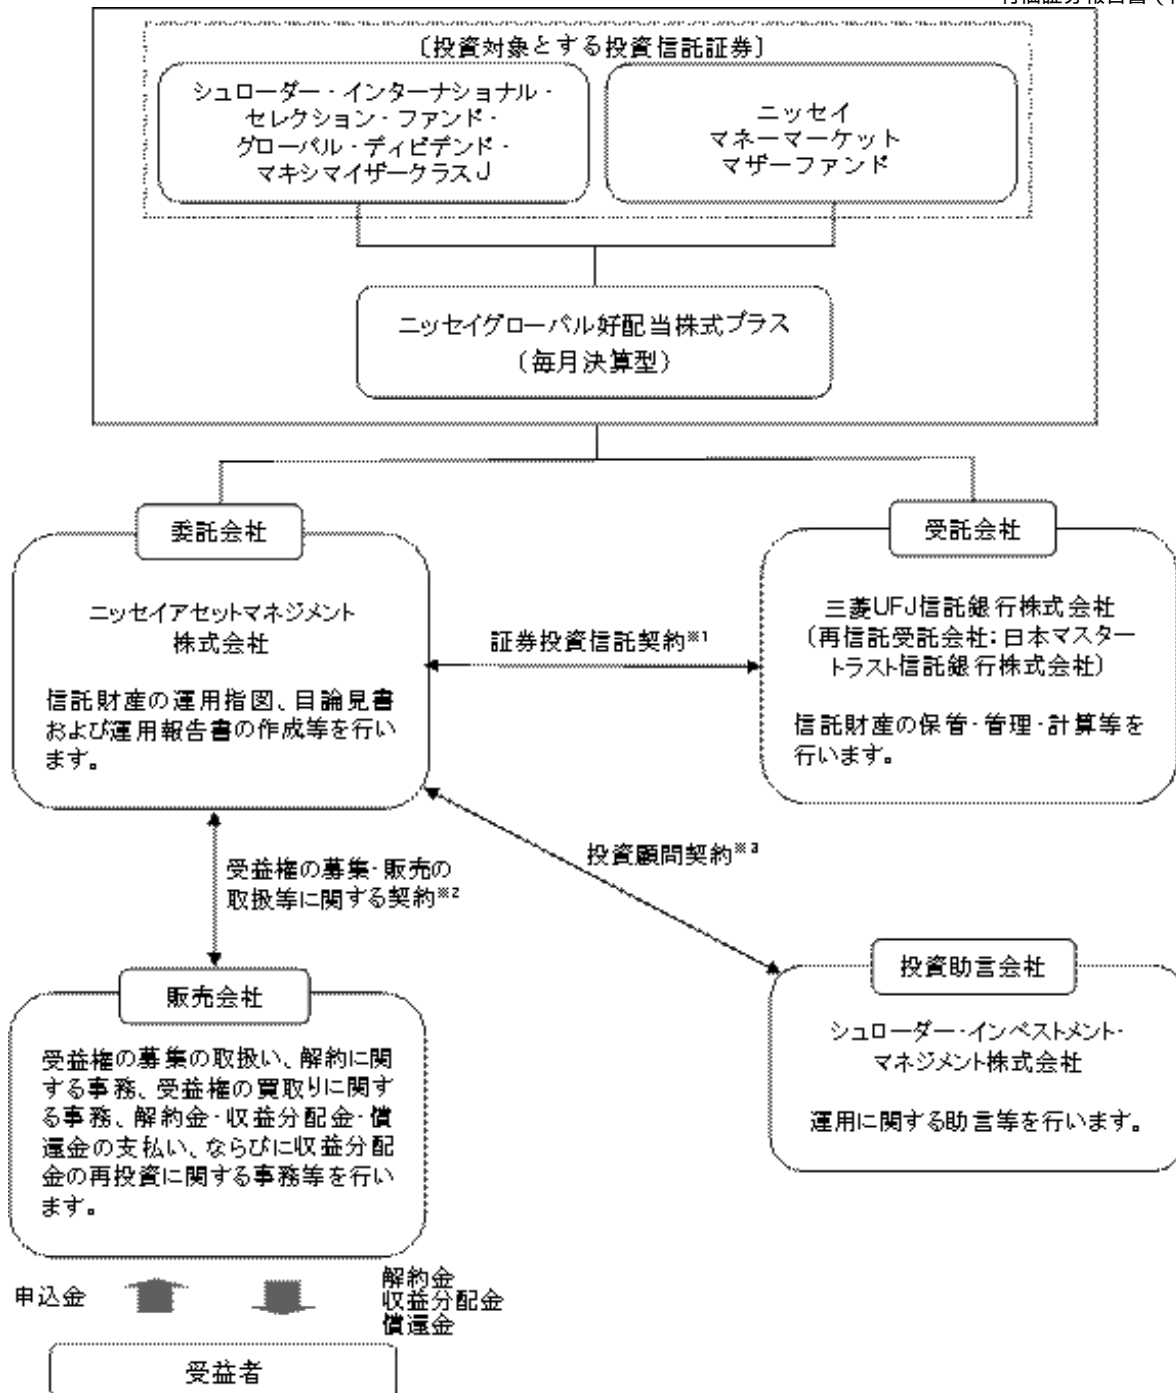 〔投資対象とする投資信託証券〕
シュローダー・インターナショナル・
セレクション・ファンド・
グローバル・ディビデンド・
マキシマイザークラスJ
ニッセイ
マネーマーケット
マザーファンド
ニッセイグローバル好配当株式プラス
（毎月決算型）
委託会社
ニッセイアセットマネジメント
株式会社
信託財産の運用指図、目論見書
および運用報告書の作成等を行い
ます。
証券投資信託契約※1
受託会社
三菱UFJ信託銀行株式会社
（再信託受託会社：日本マスター
トラスト信託銀行株式会社）
信託財産の保管・管理・計算等を
行います。
受益権の募集・販売の
取扱等に関する契約※2
投資顧問契約※3
販売会社
受益権の募集の取扱い、解約に関
する事務、受益権の買取りに関す
る事務、解約金・収益分配金・償
還金の支払い、ならびに収益分配
金の再投資に関する事務等を行い
ます。
投資助言会社
シュローダー・インベストメント・
マネジメント株式会社
運用に関する助言等を行います。
申込金
解約金
収益分配金
償還金
受益者